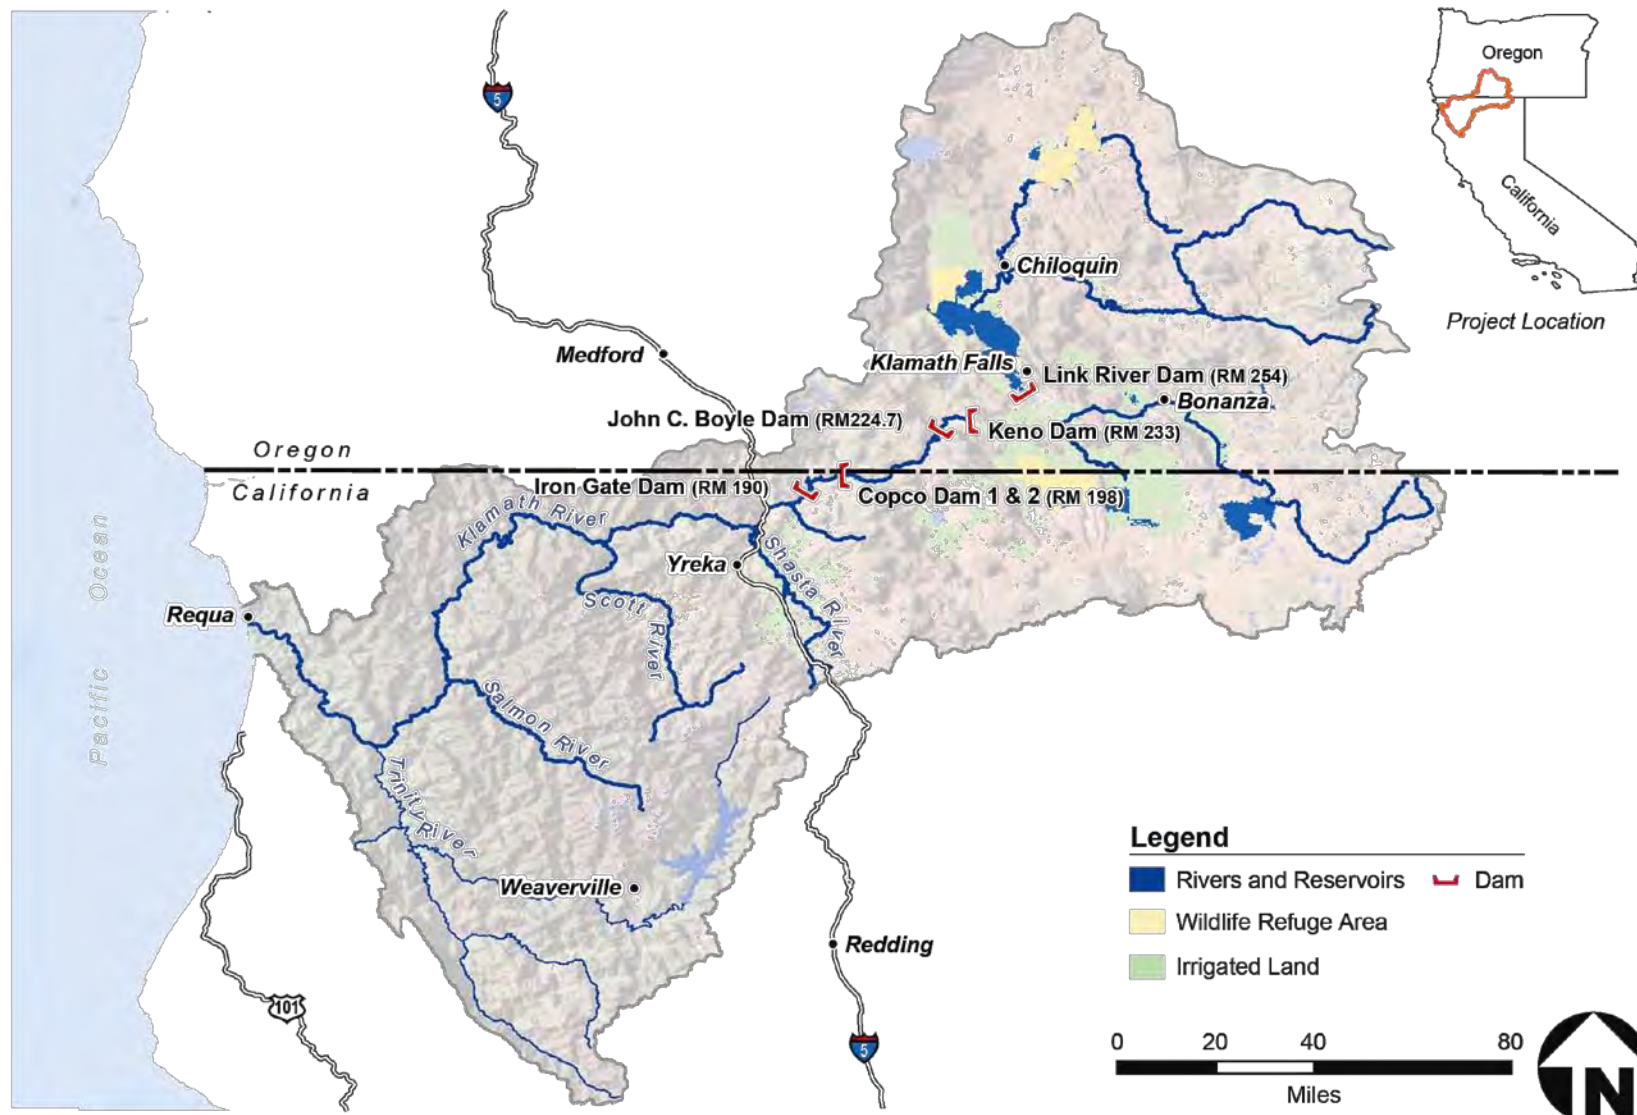 5
Oregon
California
Project Location
Chiloquin
Medford
Klamath Falls
Link River Dam (RM 254)
Bonanza
John C. Boyle Dam (RM224.7)
Keno Dam (RM 233)
Oregon
California
Iron Gate Dam (RM 190)
Copco Dam 1 & 2 (RM 198)
Klamath River
Shasta River
Yreka
Scott River
Requa
Pacific Ocean
Salmon River
Trinity River
Weaverville
Redding
101
5
Legend
Rivers and Reservoirs
Dam
Wildlife Refuge Area
Irrigated Land
0 20 40 80
Miles
N